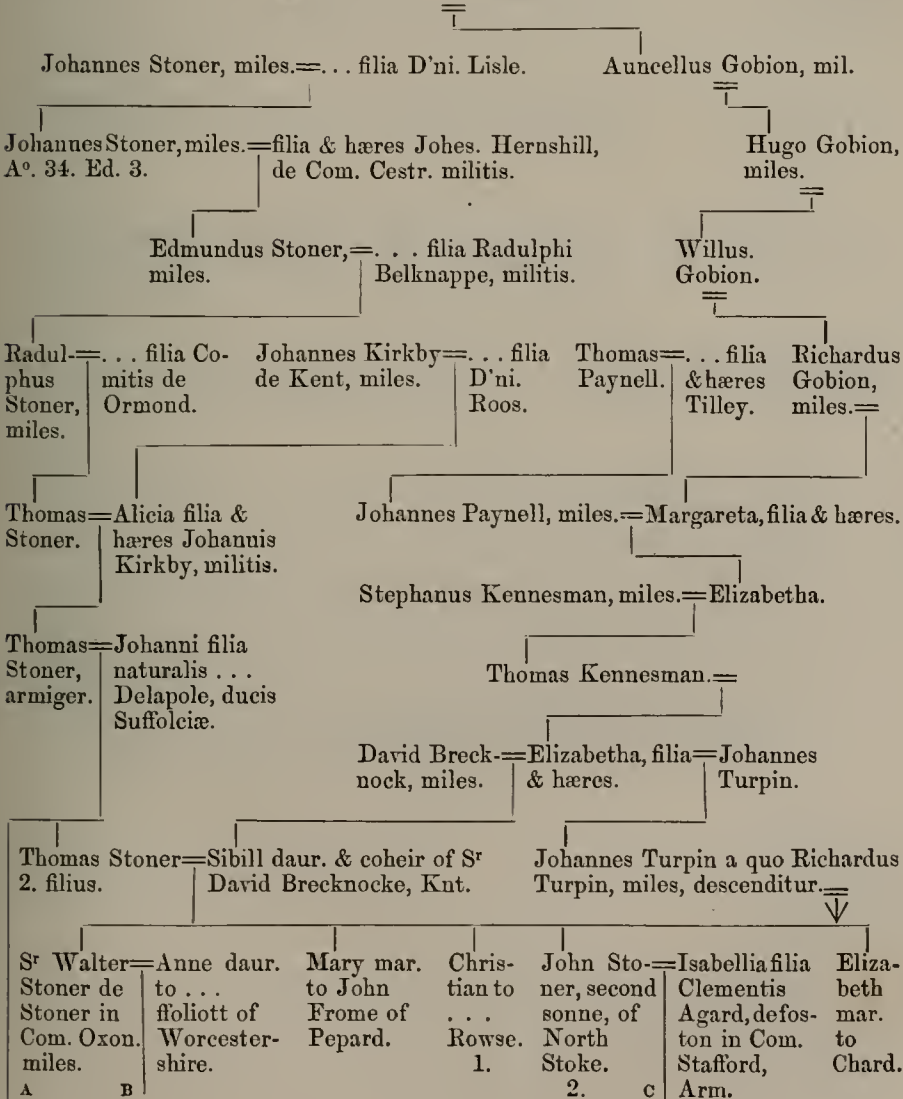 Johannes Stoner, miles.=. . . filia D'ni. Lisle.
Auncellus Gobion, mil.
Johannes Stoner, miles.=filia & hæres Johes. Hernshill,
Aº. 34. Ed. 3.
de Com. Cestr. militis.
Hugo Gobion,
miles.
Edmundus Stoner,=. . . filia Radulphi
miles.
Belknappe, militis.
Willus.
Gobion.
Radul-=. . . filia Co-
phus
mitis de
Stoner,
Ormond.
miles.
Johannes Kirkby=. . . filia
de Kent, miles.
D'ni.
Roos.
Thomas=. . . filia
Paynell.
& hæres
Tilley.
Richardus
Gobion,
miles.=
Thomas=Alicia filia &
Stoner.
hæres Johanuis
Kirkby, militis.
Johannes Paynell, miles.=Margareta, filia & hæres.
Stephanus Kennesman, miles.=Elizabetha.
Thomas=Johanni filia
Stoner,
naturalis . . .
armiger.
Delapole, ducis
Suffolciæ.
Thomas Kennesman.=
David Breck-=Elizabetha, filia=Johannes
nock, miles.
& hæres.
Turpin.
Thomas Stoner=Sibill daur. & coheir of Sr
2. filius.
David Brecknocke, Knt.
Johannes Turpin a quo Richardus
Turpin, miles, descenditur.=
Sr Walter=Anne daur.
Stoner de
to . . .
Stoner in
ffoliott of
Com. Oxon.
Worcester-
miles.
shire.
A B
Mary mar.
to John
Frome of
Pepard.
Chris-
tian to
. . .
Rowse.
1.
John Sto-=Isabellia filia
ner, second
Clementis
sonne, of
Agard, defos-
North
ton in Com.
Stoke.
Stafford,
2. C
Arm.
Eliza-
beth
mar.
to
Chard.